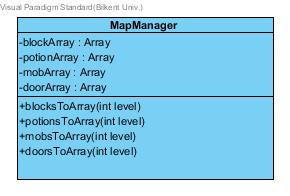 Visual Paradigm Standard(Bilkent Univ.)
MapManager
-blockArray : Array
-potionArray : Array
-mobArray : Array
-doorArray : Array
+blocksToArray(int level)
+potionsToArray(int level)
+mobsToArray(int level)
+doorsToArray(int level)